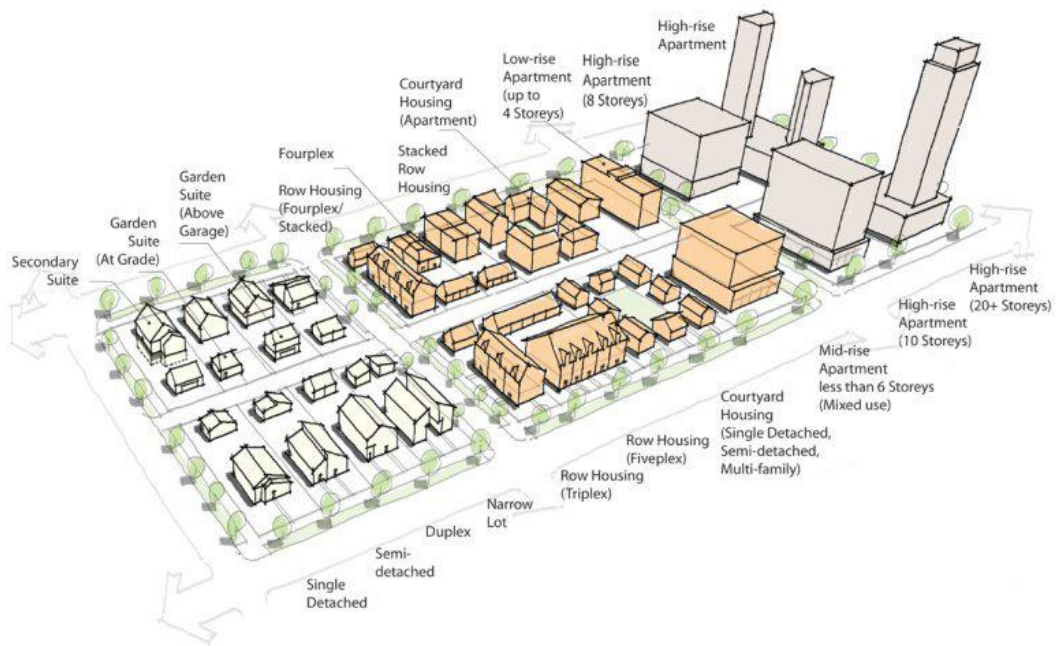 High-rise
Apartment
Low-rise
Apartment
(up to
4 Storeys)
High-rise
Apartment
(8 Storeys)
Courtyard
Housing
(Apartment)
Stacked
Row
Housing
Fourplex
Row Housing
(Fourplex/
Stacked)
Garden
Suite
(Above
Garage)
Garden
Suite
(At Grade)
Secondary
Suite
High-rise
Apartment
(20+ Storeys)
High-rise
Apartment
(10 Storeys)
Mid-rise
Apartment
less than 6 Storeys
(Mixed use)
Courtyard
Housing
(Single Detached,
Semi-detached,
Multi-family)
Row Housing
(Fiveplex)
Row Housing
(Triplex)
Narrow
Lot
Duplex
Semi-
detached
Single
Detached